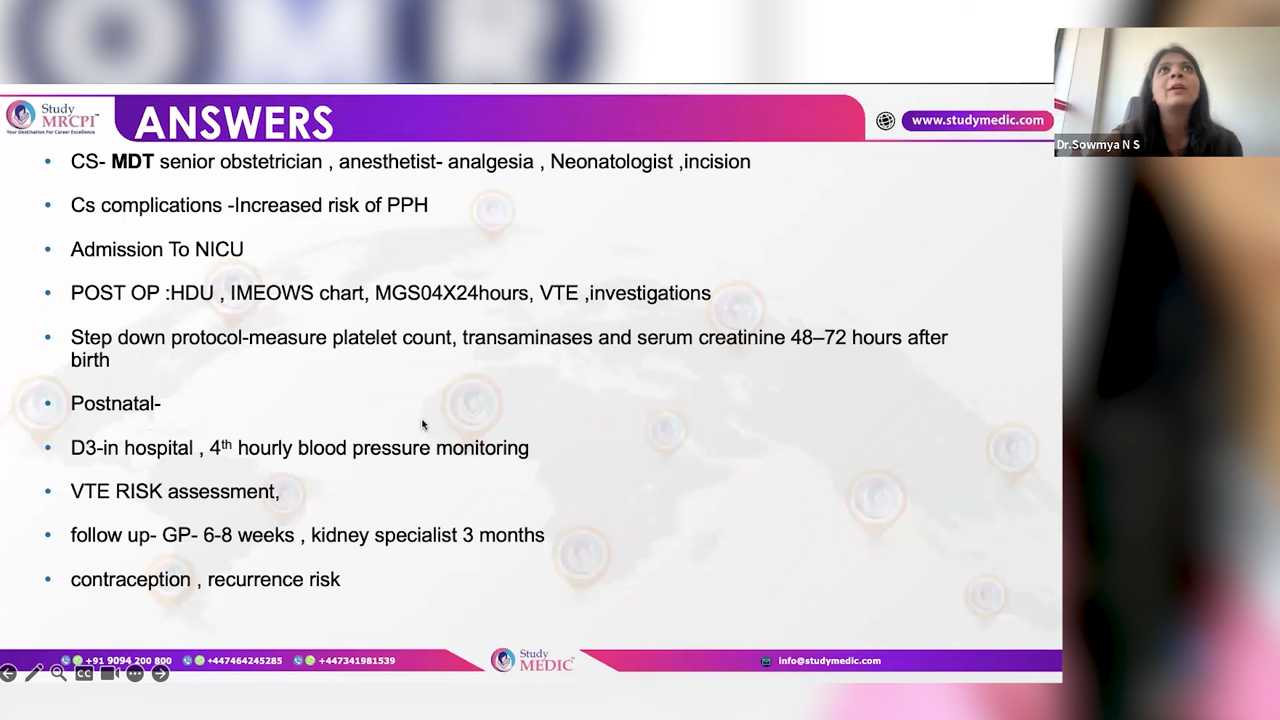 Study
MRCPI™
Your Destination For Career Excellence
ANSWERS
www.studymedic.com
Dr.Sowmya N S
• CS- MDT senior obstetrician , anesthetist- analgesia , Neonatologist ,incision
• Cs complications -Increased risk of PPH
• Admission To NICU
• POST OP :HDU , IMEOWS chart, MGS04X24hours, VTE ,investigations
• Step down protocol-measure platelet count, transaminases and serum creatinine 48–72 hours after
birth
• Postnatal-
• D3-in hospital , 4th hourly blood pressure monitoring
• VTE RISK assessment,
• follow up- GP- 6-8 weeks , kidney specialist 3 months
• contraception , recurrence risk
+91 9094 200 800 +447464245285 +447341981539
Study
MEDIC
info@studymedic.com
CC